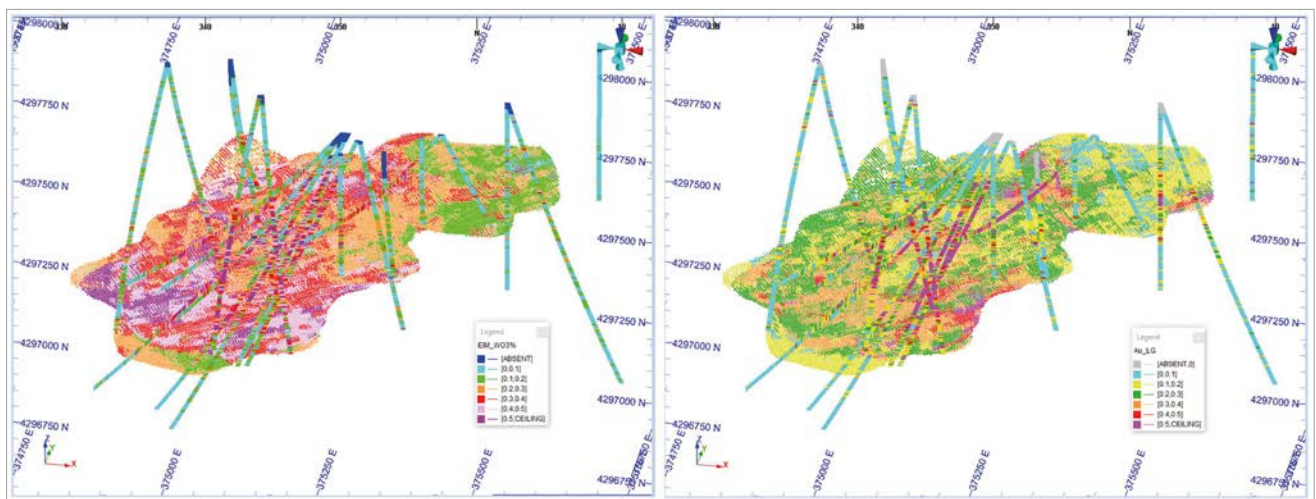 4298000 N
340
350
N
10
374750 E
375000 E
375250 E
4298000 N
4297750 N
4297750 N
4297500 N
4297500 N
4297250 N
4297250 N
4297000 N
4297000 N
4296750 N
374750 E
375000 E
375250 E
375500 E
Legend
[ABSENT]
[0,0.1]
[0.1,0.2]
[0.2,0.3]
[0.3,0.4]
[0.4,0.5]
[0.5,CEILING]
Z
Y
X
4298000 N
340
350
N
10
374750 E
375000 E
375250 E
4298000 N
4297750 N
4297750 N
4297500 N
4297500 N
4297250 N
4297250 N
4297000 N
4297000 N
4296750 N
374750 E
375000 E
375250 E
375500 E
Legend
Au_LG
[ABSENT,0]
[0,0.1]
[0.1,0.2]
[0.2,0.3]
[0.3,0.4]
[0.4,0.5]
[0.5,CEILING]
Z
Y
X